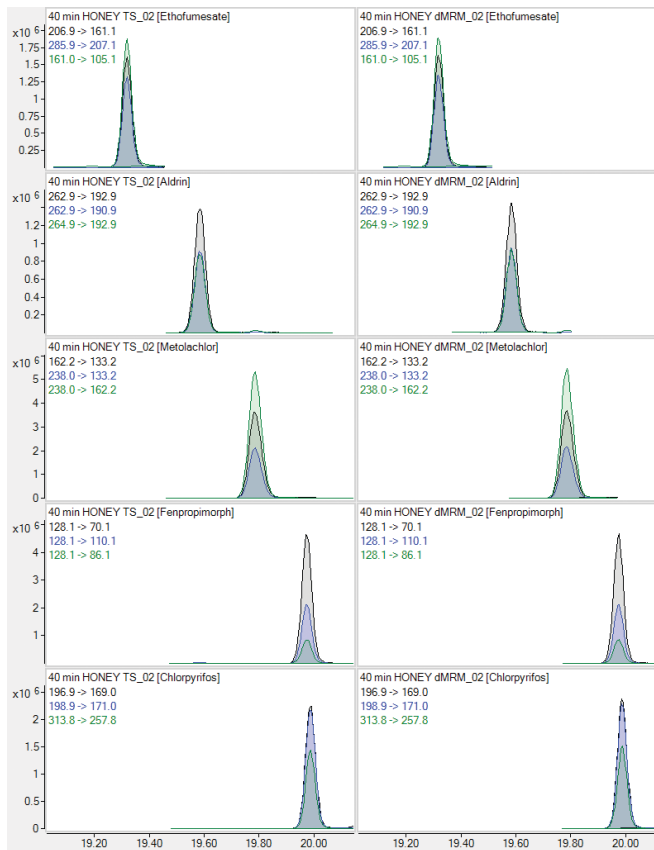 40 min HONEY TS_02 [Ethofumesate]
206.9 -> 161.1
285.9 -> 207.1
161.0 -> 105.1
x10 6
1.75
1.5
1.25
1
0.75
0.5
0.25
40 min HONEY dMRM_02 [Ethofumesate]
206.9 -> 161.1
285.9 -> 207.1
161.0 -> 105.1
40 min HONEY TS_02 [Aldrin]
262.9 -> 192.9
262.9 -> 190.9
264.9 -> 192.9
x10 6
1.2
1
0.8
0.6
0.4
0.2
40 min HONEY dMRM_02 [Aldrin]
262.9 -> 192.9
262.9 -> 190.9
264.9 -> 192.9
40 min HONEY TS_02 [Metolachlor]
162.2 -> 133.2
238.0 -> 133.2
238.0 -> 162.2
x10 6
5
4
3
2
1
0
40 min HONEY dMRM_02 [Metolachlor]
162.2 -> 133.2
238.0 -> 133.2
238.0 -> 162.2
40 min HONEY TS_02 [Fenpropimorph]
128.1 -> 70.1
128.1 -> 110.1
128.1 -> 86.1
x10 6
4
3
2
1
40 min HONEY dMRM_02 [Fenpropimorph]
128.1 -> 70.1
128.1 -> 110.1
128.1 -> 86.1
40 min HONEY TS_02 [Chlorpyrifos]
196.9 -> 169.0
198.9 -> 171.0
313.8 -> 257.8
x10 6
2
1.5
1
0.5
0
40 min HONEY dMRM_02 [Chlorpyrifos]
196.9 -> 169.0
198.9 -> 171.0
313.8 -> 257.8
19.20 19.40 19.60 19.80 20.00
19.20 19.40 19.60 19.80 20.00